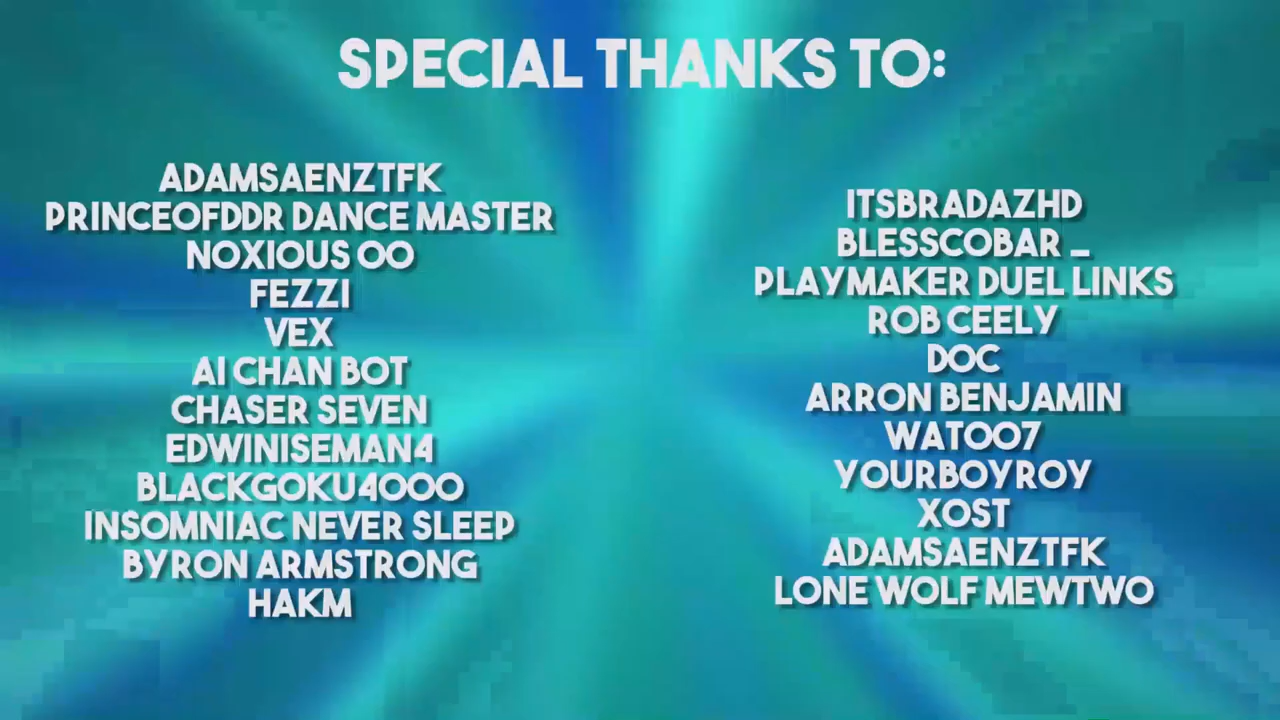 SPECIAL THANKS TO:
ADAMSAENZTFK
PRINCEOFDDR DANCE MASTER
NOXIOUS OO
FEZZI
VEX
AI CHAN BOT
CHASER SEVEN
EDWINISEMAN4
BLACKGOKU4000
INSOMNIAC NEVER SLEEP
BYRON ARMSTRONG
HAKM
ITSBRADAZHD
BLESSCOBAR _
PLAYMAKER DUEL LINKS
ROB CEELY
DOC
ARRON BENJAMIN
WATOO7
YOURBOYROY
XOST
ADAMSAENZTFK
LONE WOLF MEWTWO